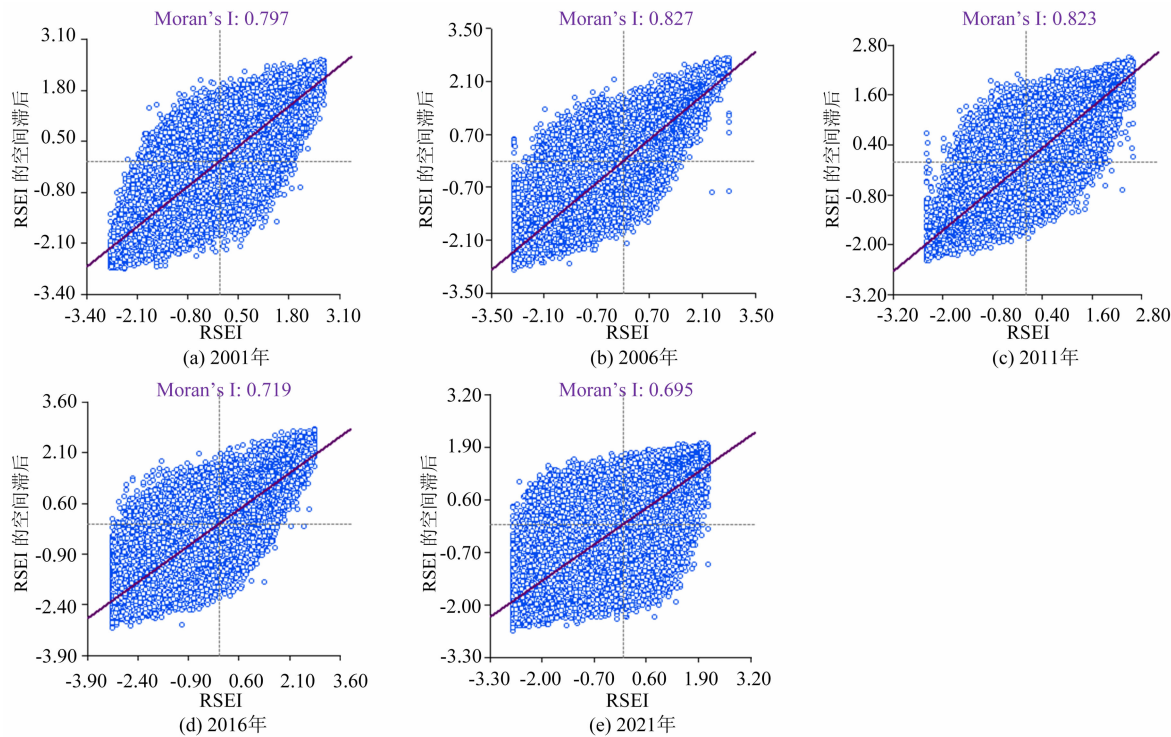 Moran's I: 0.797
3.10
1.80
0.50
-0.80
-2.10
-3.40
RSEI 的空间滞后
-3.40 -2.10 -0.80 0.50 1.80 3.10
RSEI
(a) 2001年
Moran's I: 0.827
3.50
2.10
0.70
-0.70
-2.10
-3.50
RSEI 的空间滞后
-3.50 -2.10 -0.70 0.70 2.10 3.50
RSEI
(b) 2006年
Moran's I: 0.823
2.80
1.60
0.40
-0.80
-2.00
-3.20
RSEI 的空间滞后
-3.20 -2.00 -0.80 0.40 1.60 2.80
RSEI
(c) 2011年
Moran's I: 0.719
3.60
2.10
0.60
-0.90
-2.40
-3.90
RSEI 的空间滞后
-3.90 -2.40 -0.90 0.60 2.10 3.60
RSEI
(d) 2016年
Moran's I: 0.695
3.20
1.90
0.60
-0.70
-2.00
-3.30
RSEI 的空间滞后
-3.30 -2.00 -0.70 0.60 1.90 3.20
RSEI
(e) 2021年